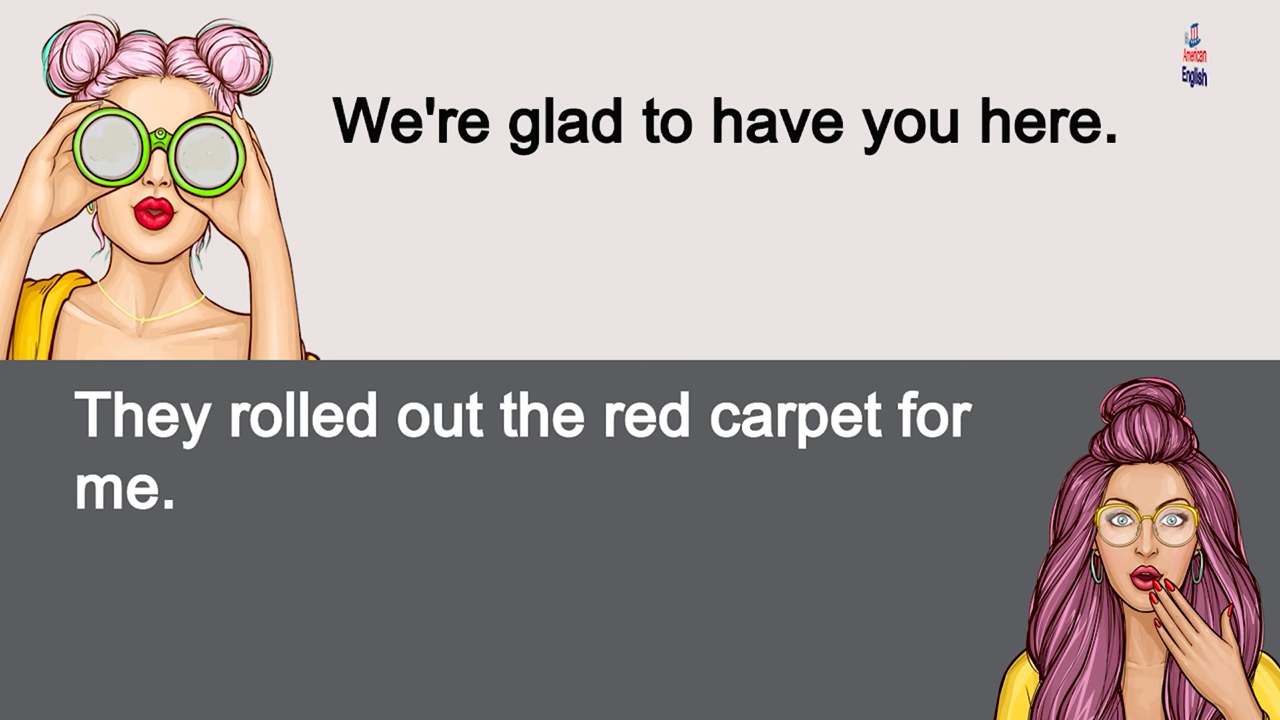 American
English
We're glad to have you here.
They rolled out the red carpet for
me.